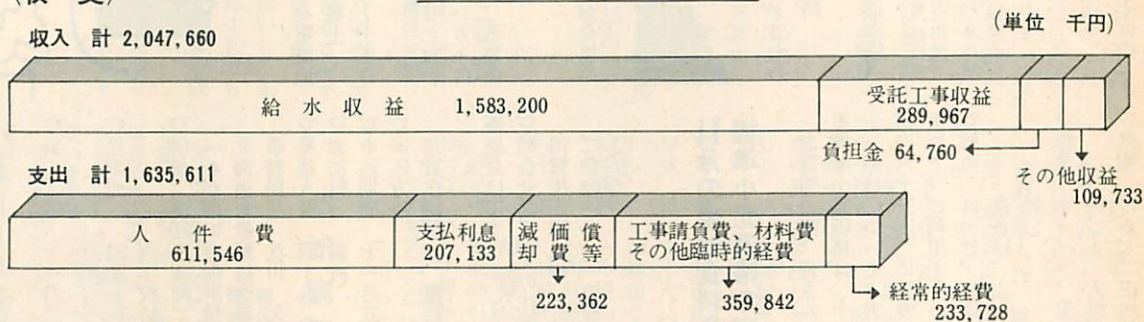 (単位 千円)
収入 計 2,047,660
給水収益 1,583,200
受託工事収益
289,967
負担金 64,760
その他収益
109,733
支出 計 1,635,611
人件費
611,546
支払利息
207,133
減価償
却費等
223,362
工事請負費、材料費
その他臨時的経費
359,842
経常的経費
233,728